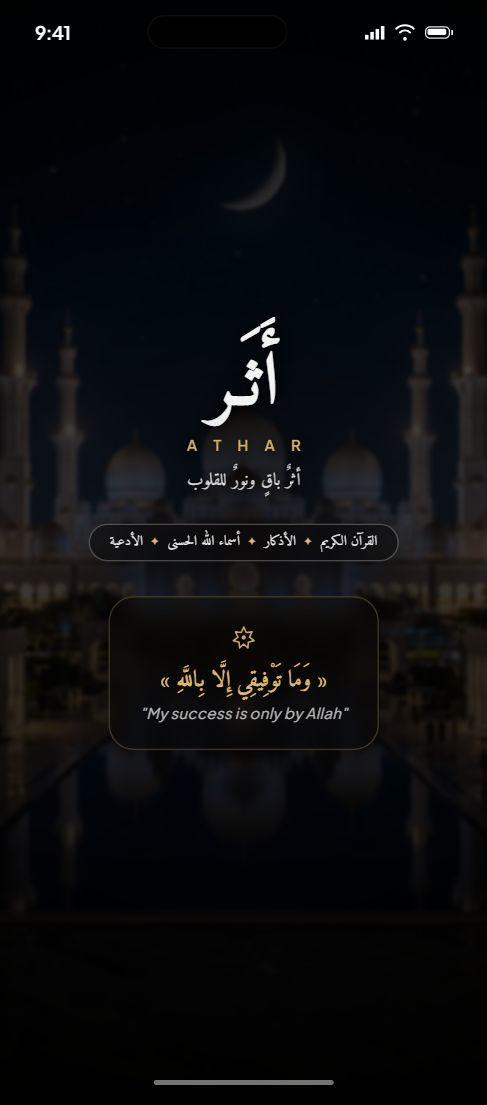 9:41
أَثَر
ATHAR
أثرٌ باقٍ ونورٌ للقلوب
القرآن الكريم ✦ الأذكار ✦ أسماء الله الحسنى ✦ الأدعية
« وَمَا تَوْفِيقِي إِلَّا بِاللَّهِ »
"My success is only by Allah"